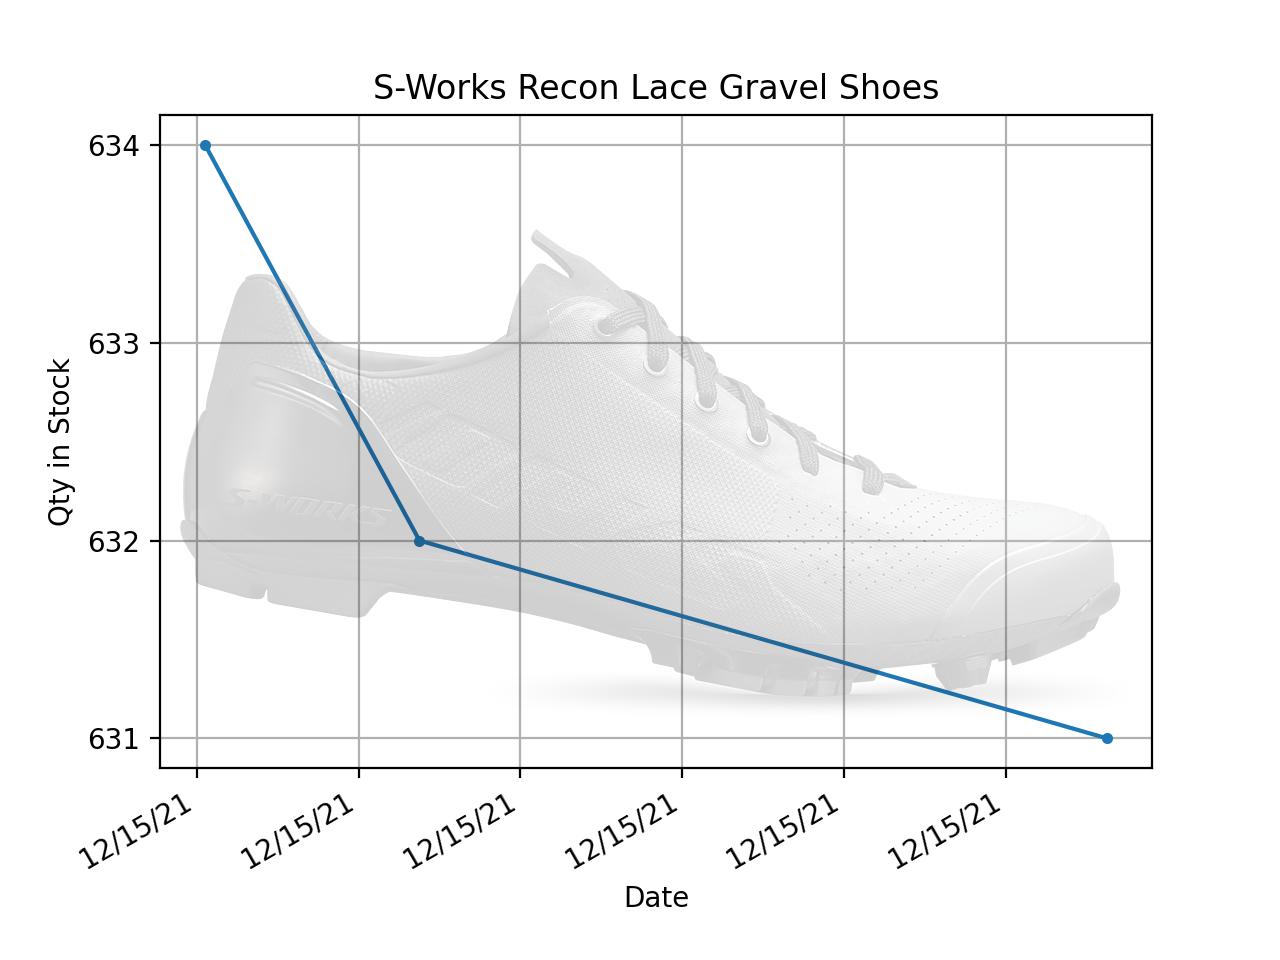 S-Works Recon Lace Gravel Shoes
634
633
632
631
Qty in Stock
S-WORKS
12/15/21 12/15/21 12/15/21 12/15/21 12/15/21 12/15/21
Date